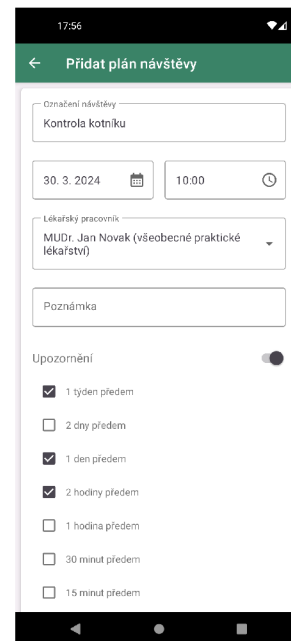 17:56
Přidat plán návštěvy
Označení návštěvy
Kontrola kotníku
30. 3. 2024
10:00
Lékařský pracovník
MUDr. Jan Novak (všeobecné praktické
lékařství)
Poznámka
Upozornění
1 týden předem
2 dny předem
1 den předem
2 hodiny předem
1 hodina předem
30 minut předem
15 minut předem